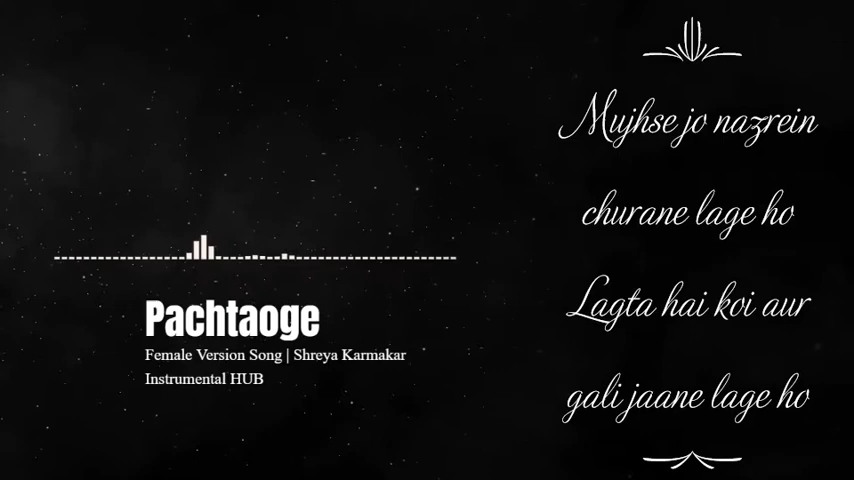 Pachtaoge
Female Version Song | Shreya Karmakar
Instrumental HUB
Mujhse jo nazrein
churane lage ho
Lagta hai koi aur
gali jaane lage ho